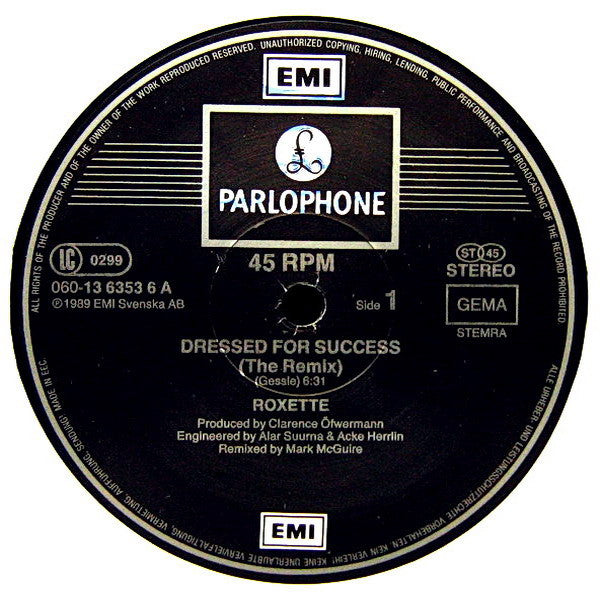 EMI
£
PARLOPHONE
45 RPM
LC 0299
060-13 6353 6 A
℗1989 EMI Svenska AB
Side 1
ST 45
STEREO
GEMA
STEMRA
DRESSED FOR SUCCESS
(The Remix)
(Gessle) 6:31
ROXETTE
Produced by Clarence Öfwermann
Engineered by Alar Suurna & Acke Herrlin
Remixed by Mark McGuire
EMI
ALL RIGHTS OF THE PRODUCER AND OF THE OWNER OF THE WORK REPRODUCED RESERVED. UNAUTHORIZED COPYING, HIRING, LENDING, PUBLIC PERFORMANCE AND BROADCASTING OF THE RECORD PROHIBITED.
ALLE URHEBER- UND LEISTUNGSSCHUTZRECHTE VORBEHALTEN. KEIN VERLEIH! KEINE UNERLAUBTE VERVIELFÄLTIGUNG, VERMIETUNG, AUFFÜHRUNG, SENDUNG! MADE IN EEC.